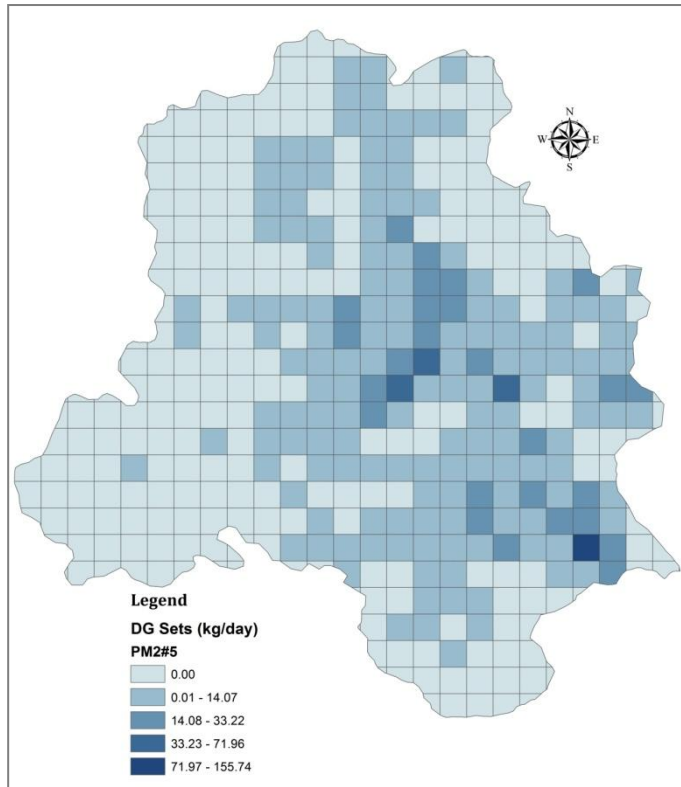 N
W E
S
Legend
DG Sets (kg/day)
PM2#5
0.00
0.01 - 14.07
14.08 - 33.22
33.23 - 71.96
71.97 - 155.74